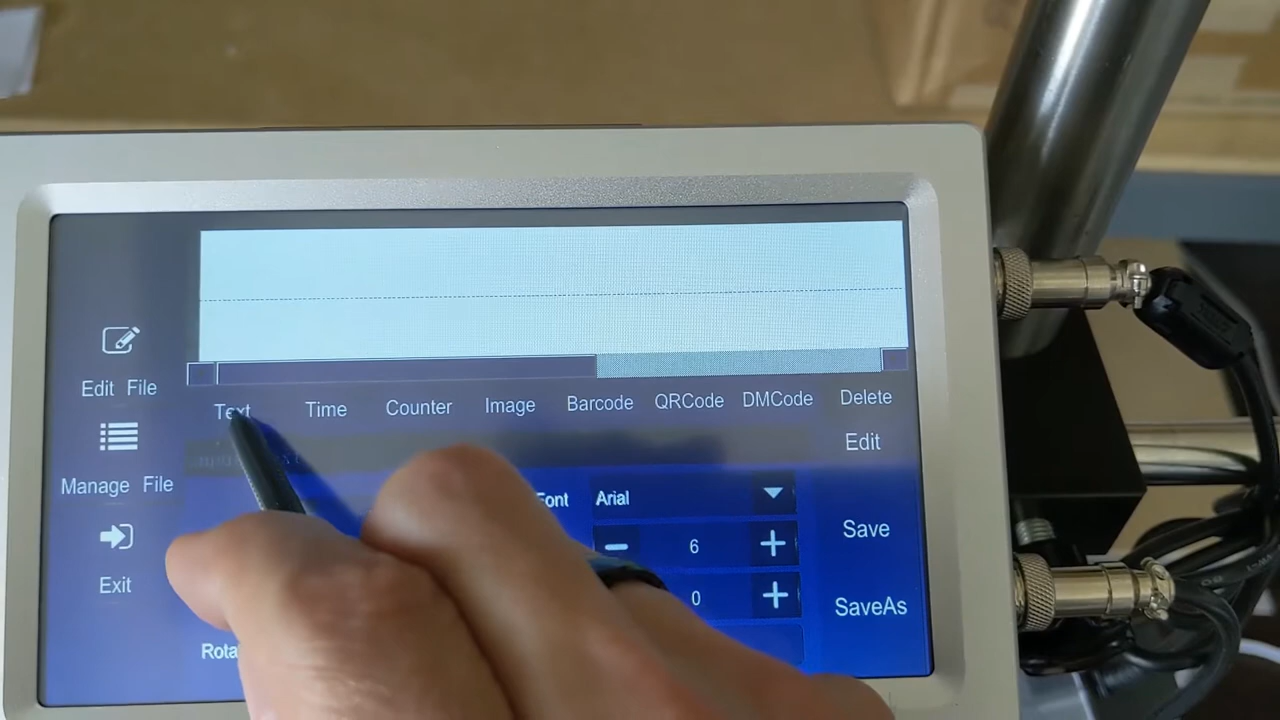 Edit File
Manage File
Exit
Text Time Counter Image Barcode QRCode DMCode Delete
Edit
Font Arial
6
0
Save
SaveAs